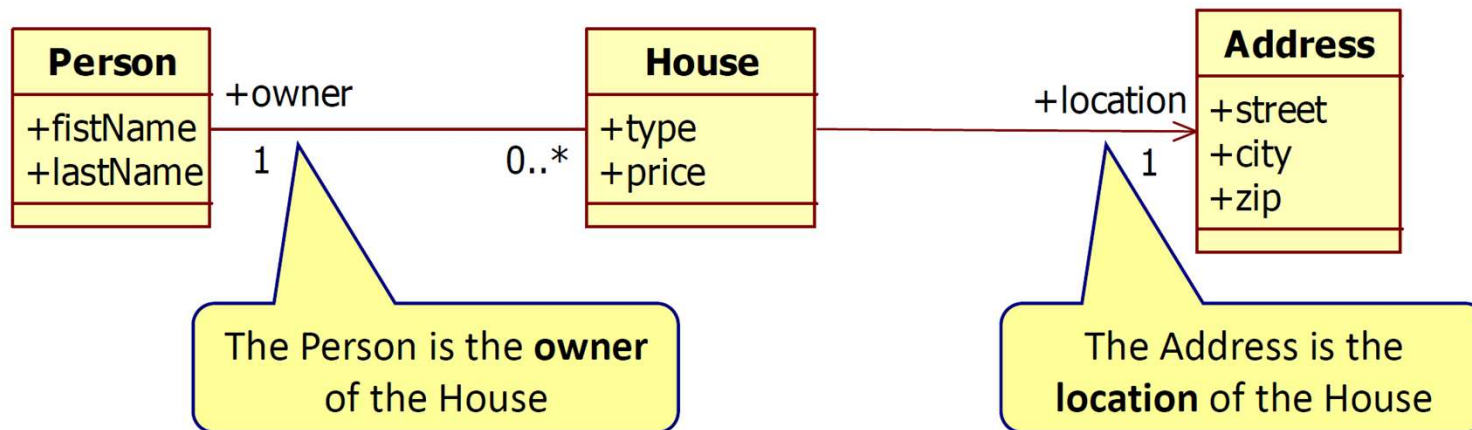 Person
+fistName
+lastName
+owner
1
0..*
House
+type
+price
+location
1
Address
+street
+city
+zip
The Person is the owner
of the House
The Address is the
location of the House